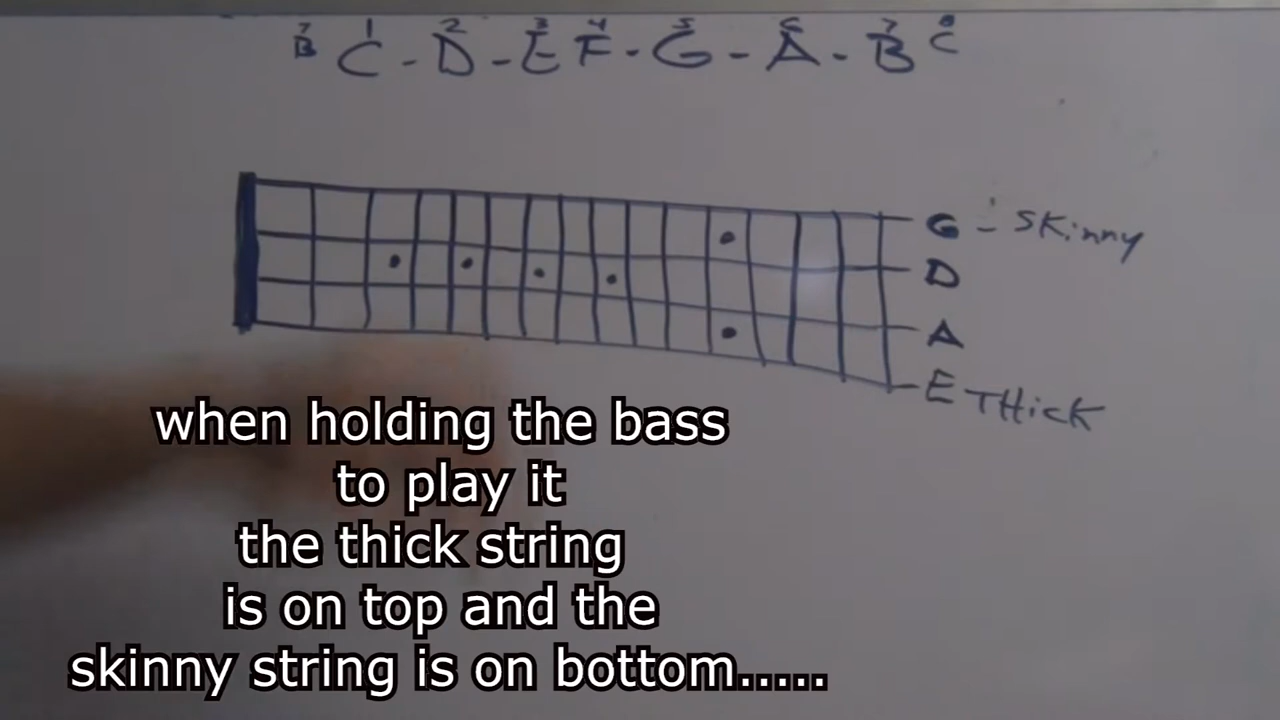 7 1 2 3 4 5 6 7 8
B C - D - E F - G - A - B C
G - Skinny
D
A
E THick
when holding the bass
to play it
the thick string
is on top and the
skinny string is on bottom.....